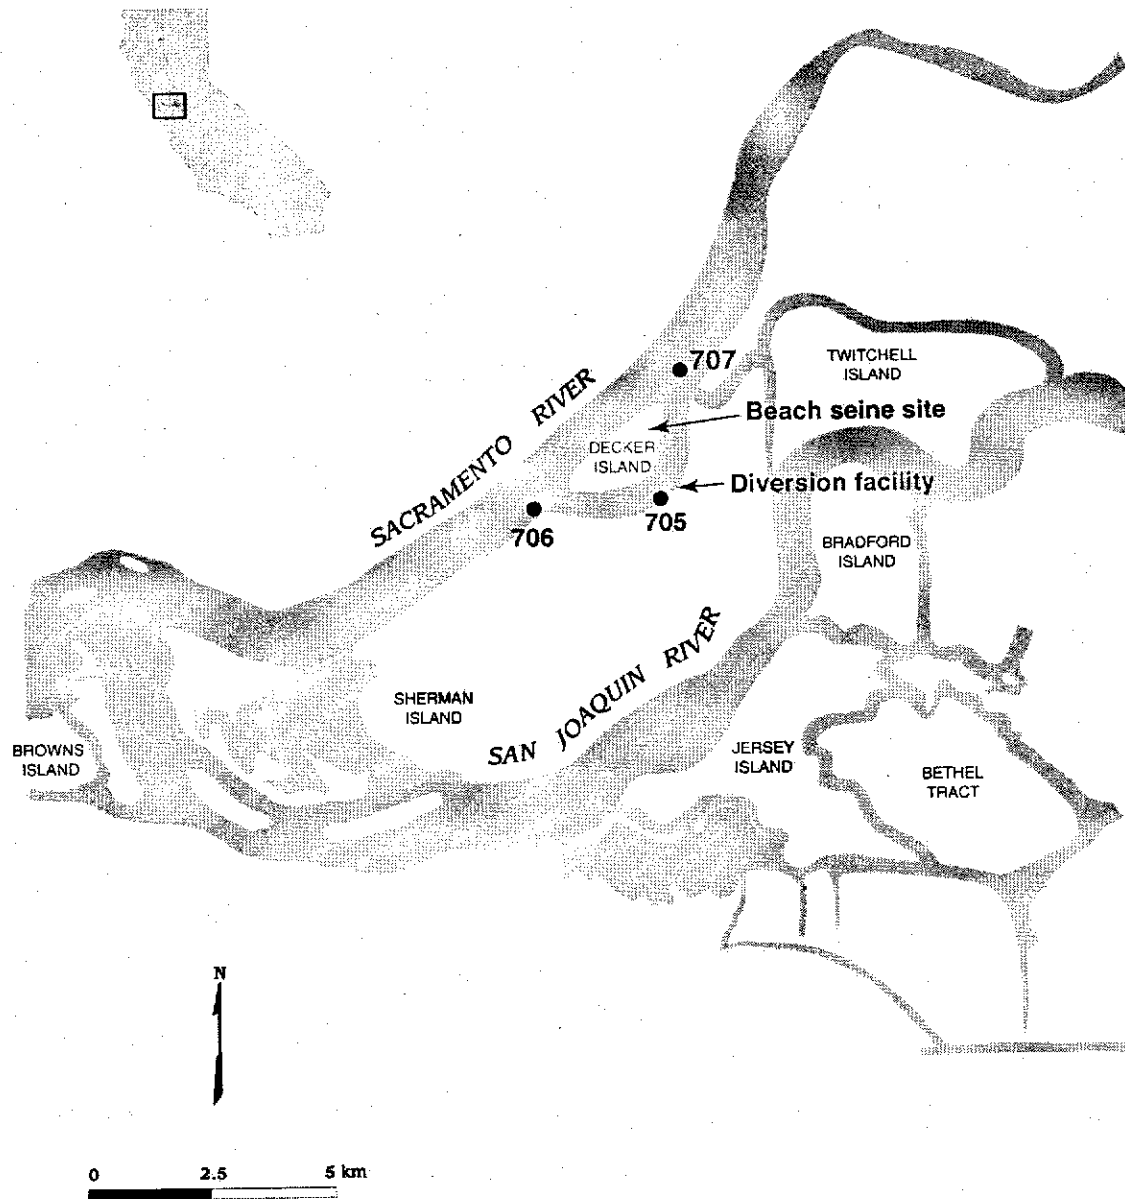 707
TWITCHELL
ISLAND
SACRAMENTO RIVER
Beach seine site
DECKER
ISLAND
Diversion facility
706
705
BRADFORD
ISLAND
SHERMAN
ISLAND
SAN JOAQUIN RIVER
BROWNS
ISLAND
JERSEY
ISLAND
BETHEL
TRACT
N
0 2.5 5 km